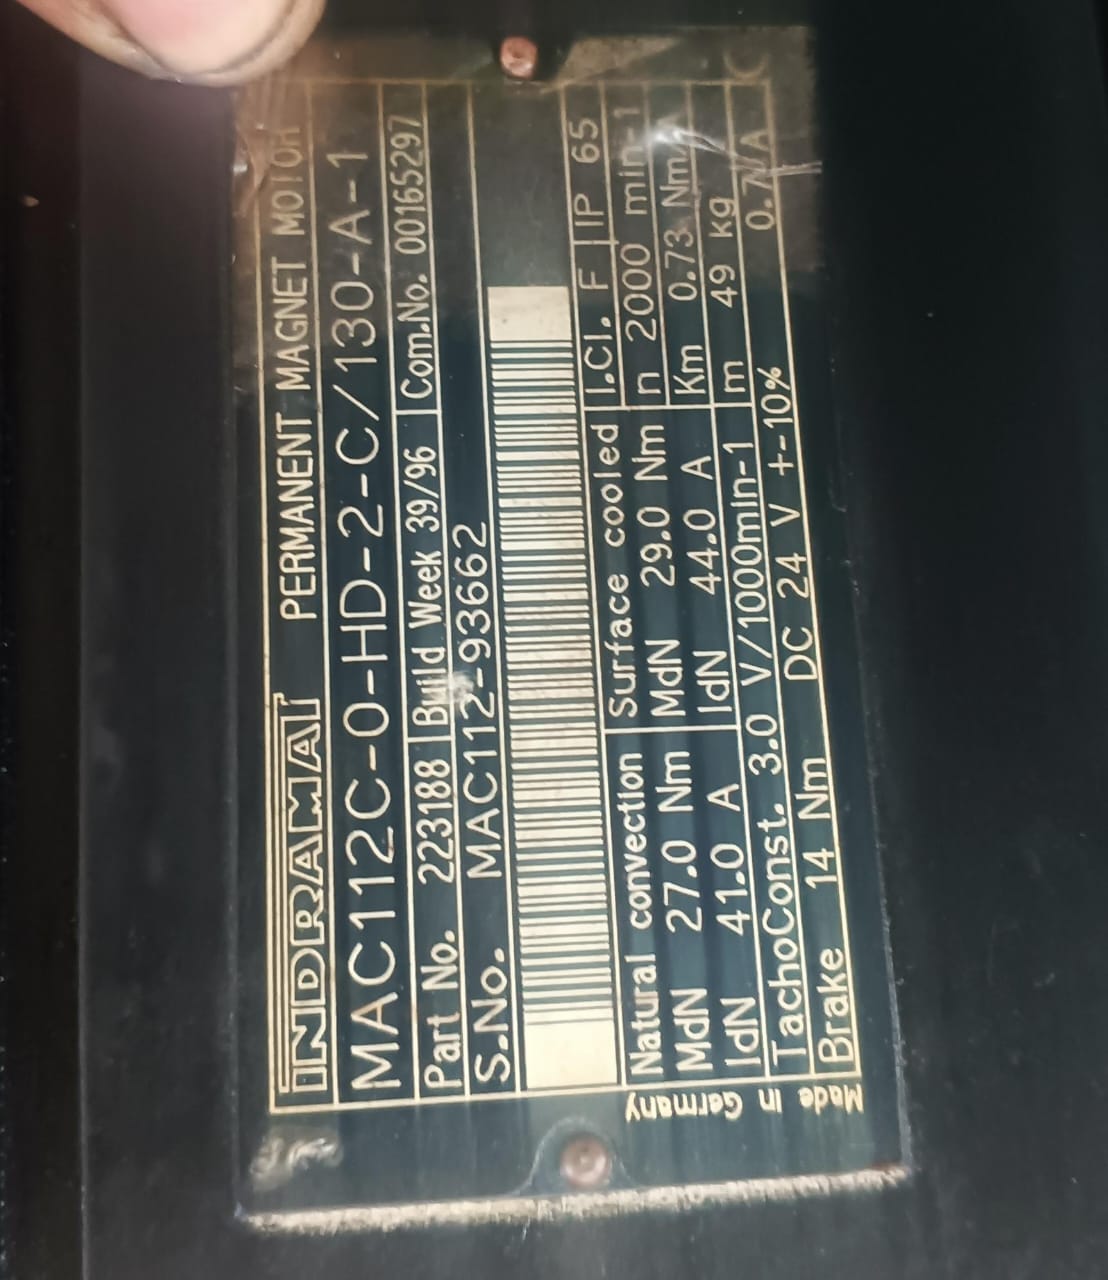 INDRAMAT PERMANENT MAGNET MOTOR
MAC112C-0-HD-2-C/130-A-1
Part No. 223188 Build Week 39/96 Com.No. 00165297
S.No. MAC112-93662
Natural convection Surface cooled I.Cl. F IP 65
MdN 27.0 Nm MdN 29.0 Nm n 2000 min-1
IdN 41.0 A IdN 44.0 A Km 0.73 Nm/A
TachoConst. 3.0 V/1000min-1 m 49 kg
Brake 14 Nm DC 24 V +-10% 0.7 A
Made in Germany